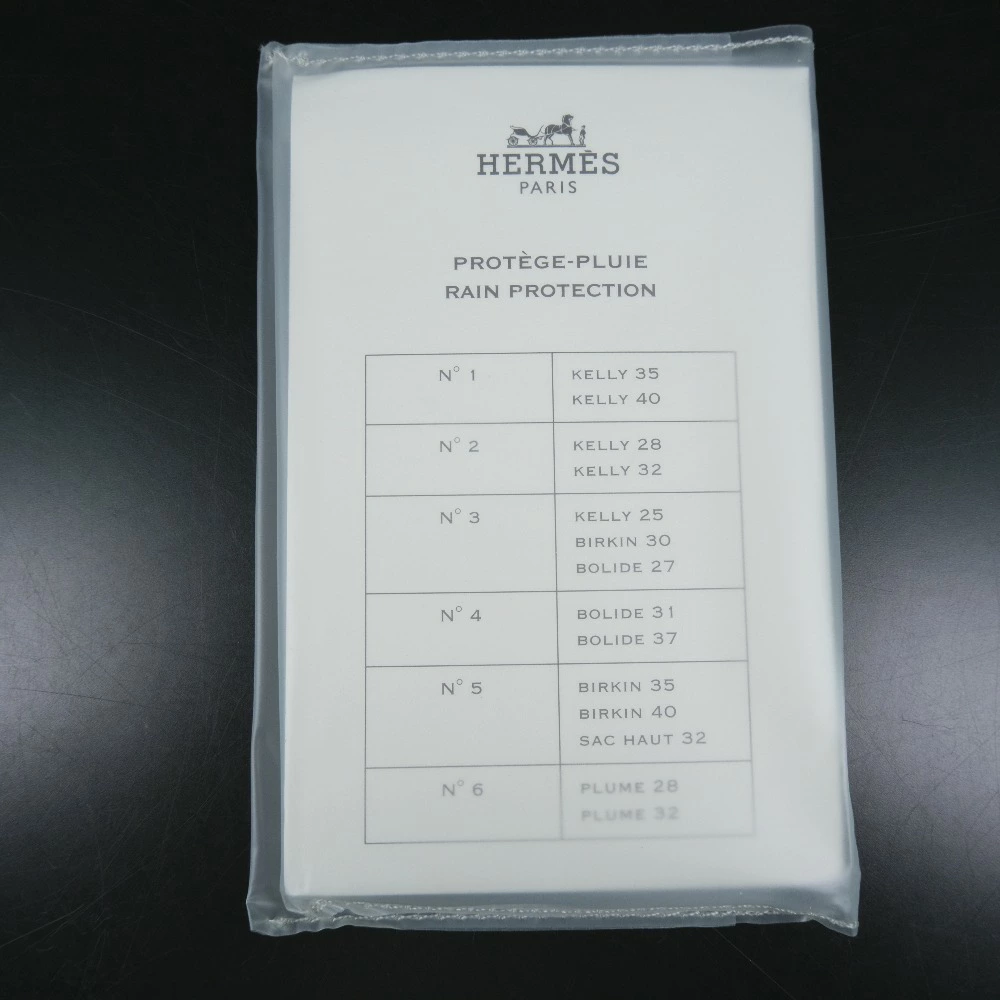 HERMÈS
PARIS
PROTÈGE-PLUIE
RAIN PROTECTION
N° 1
KELLY 35
KELLY 40
N° 2
KELLY 28
KELLY 32
N° 3
KELLY 25
BIRKIN 30
BOLIDE 27
N° 4
BOLIDE 31
BOLIDE 37
N° 5
BIRKIN 35
BIRKIN 40
SAC HAUT 32
N° 6
PLUME 28
PLUME 32